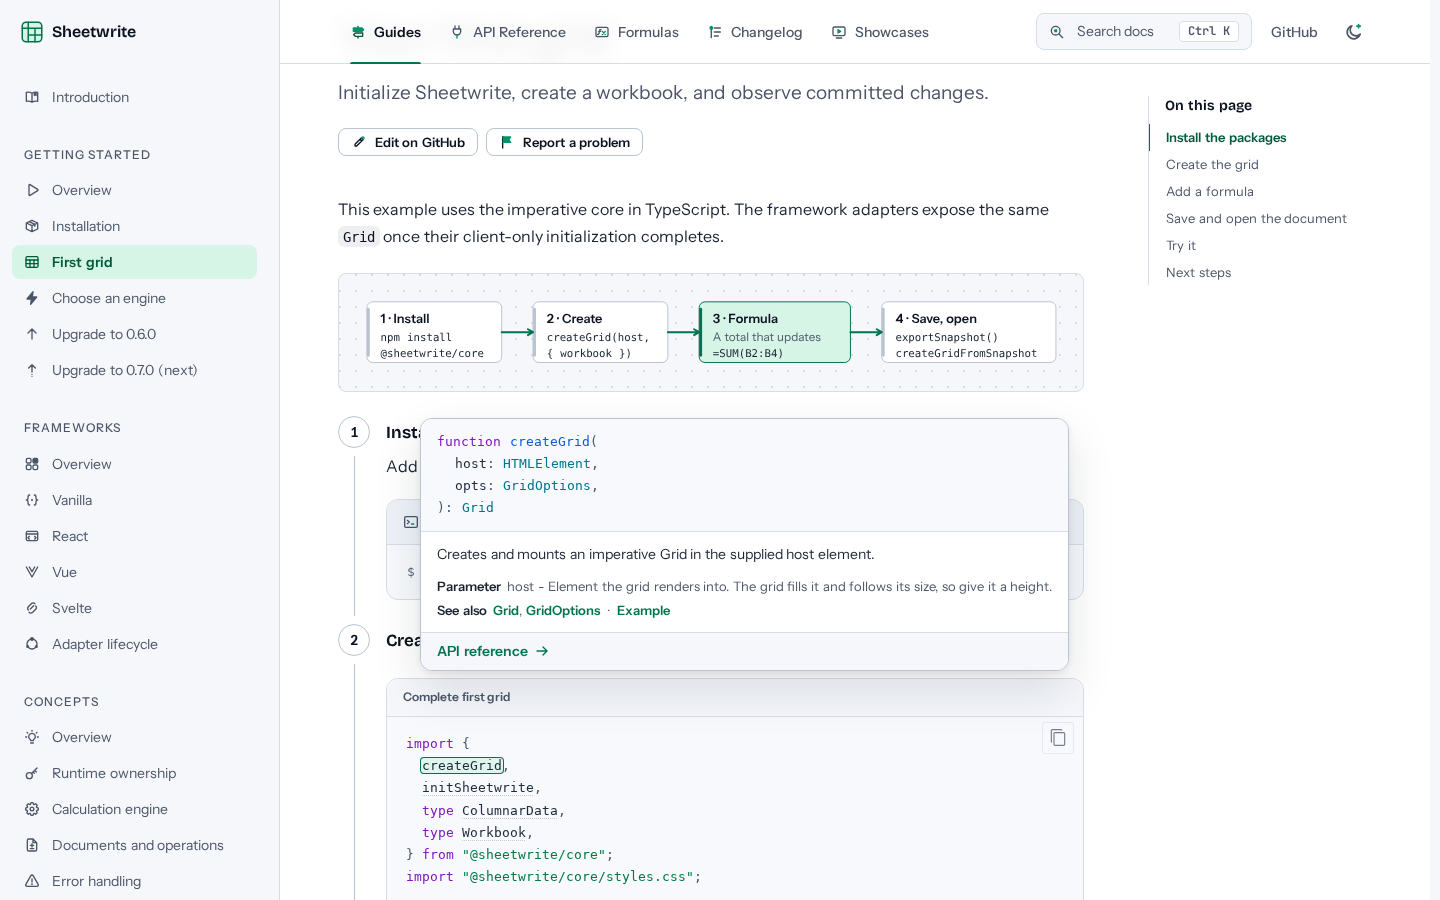 Sheetwrite
Guides
API Reference
Formulas
Changelog
Showcases
Search docs
Ctrl K
GitHub
Introduction
GETTING STARTED
Overview
Installation
First grid
Choose an engine
Upgrade to 0.6.0
Upgrade to 0.7.0 (next)
FRAMEWORKS
Overview
Vanilla
React
Vue
Svelte
Adapter lifecycle
CONCEPTS
Overview
Runtime ownership
Calculation engine
Documents and operations
Error handling
Initialize Sheetwrite, create a workbook, and observe committed changes.
Edit on GitHub
Report a problem
This example uses the imperative core in TypeScript. The framework adapters expose the same
Grid once their client-only initialization completes.
1 · Install
npm install
@sheetwrite/core
2 · Create
createGrid(host,
{ workbook })
3 · Formula
A total that updates
=SUM(B2:B4)
4 · Save, open
exportSnapshot()
createGridFromSnapshot
1
Add
$
function createGrid(
host: HTMLElement,
opts: GridOptions,
): Grid
Creates and mounts an imperative Grid in the supplied host element.
Parameter host - Element the grid renders into. The grid fills it and follows its size, so give it a height.
See also Grid, GridOptions · Example
API reference →
2
Complete first grid
import {
createGrid,
initSheetwrite,
type ColumnarData,
type Workbook,
} from "@sheetwrite/core";
import "@sheetwrite/core/styles.css";
On this page
Install the packages
Create the grid
Add a formula
Save and open the document
Try it
Next steps